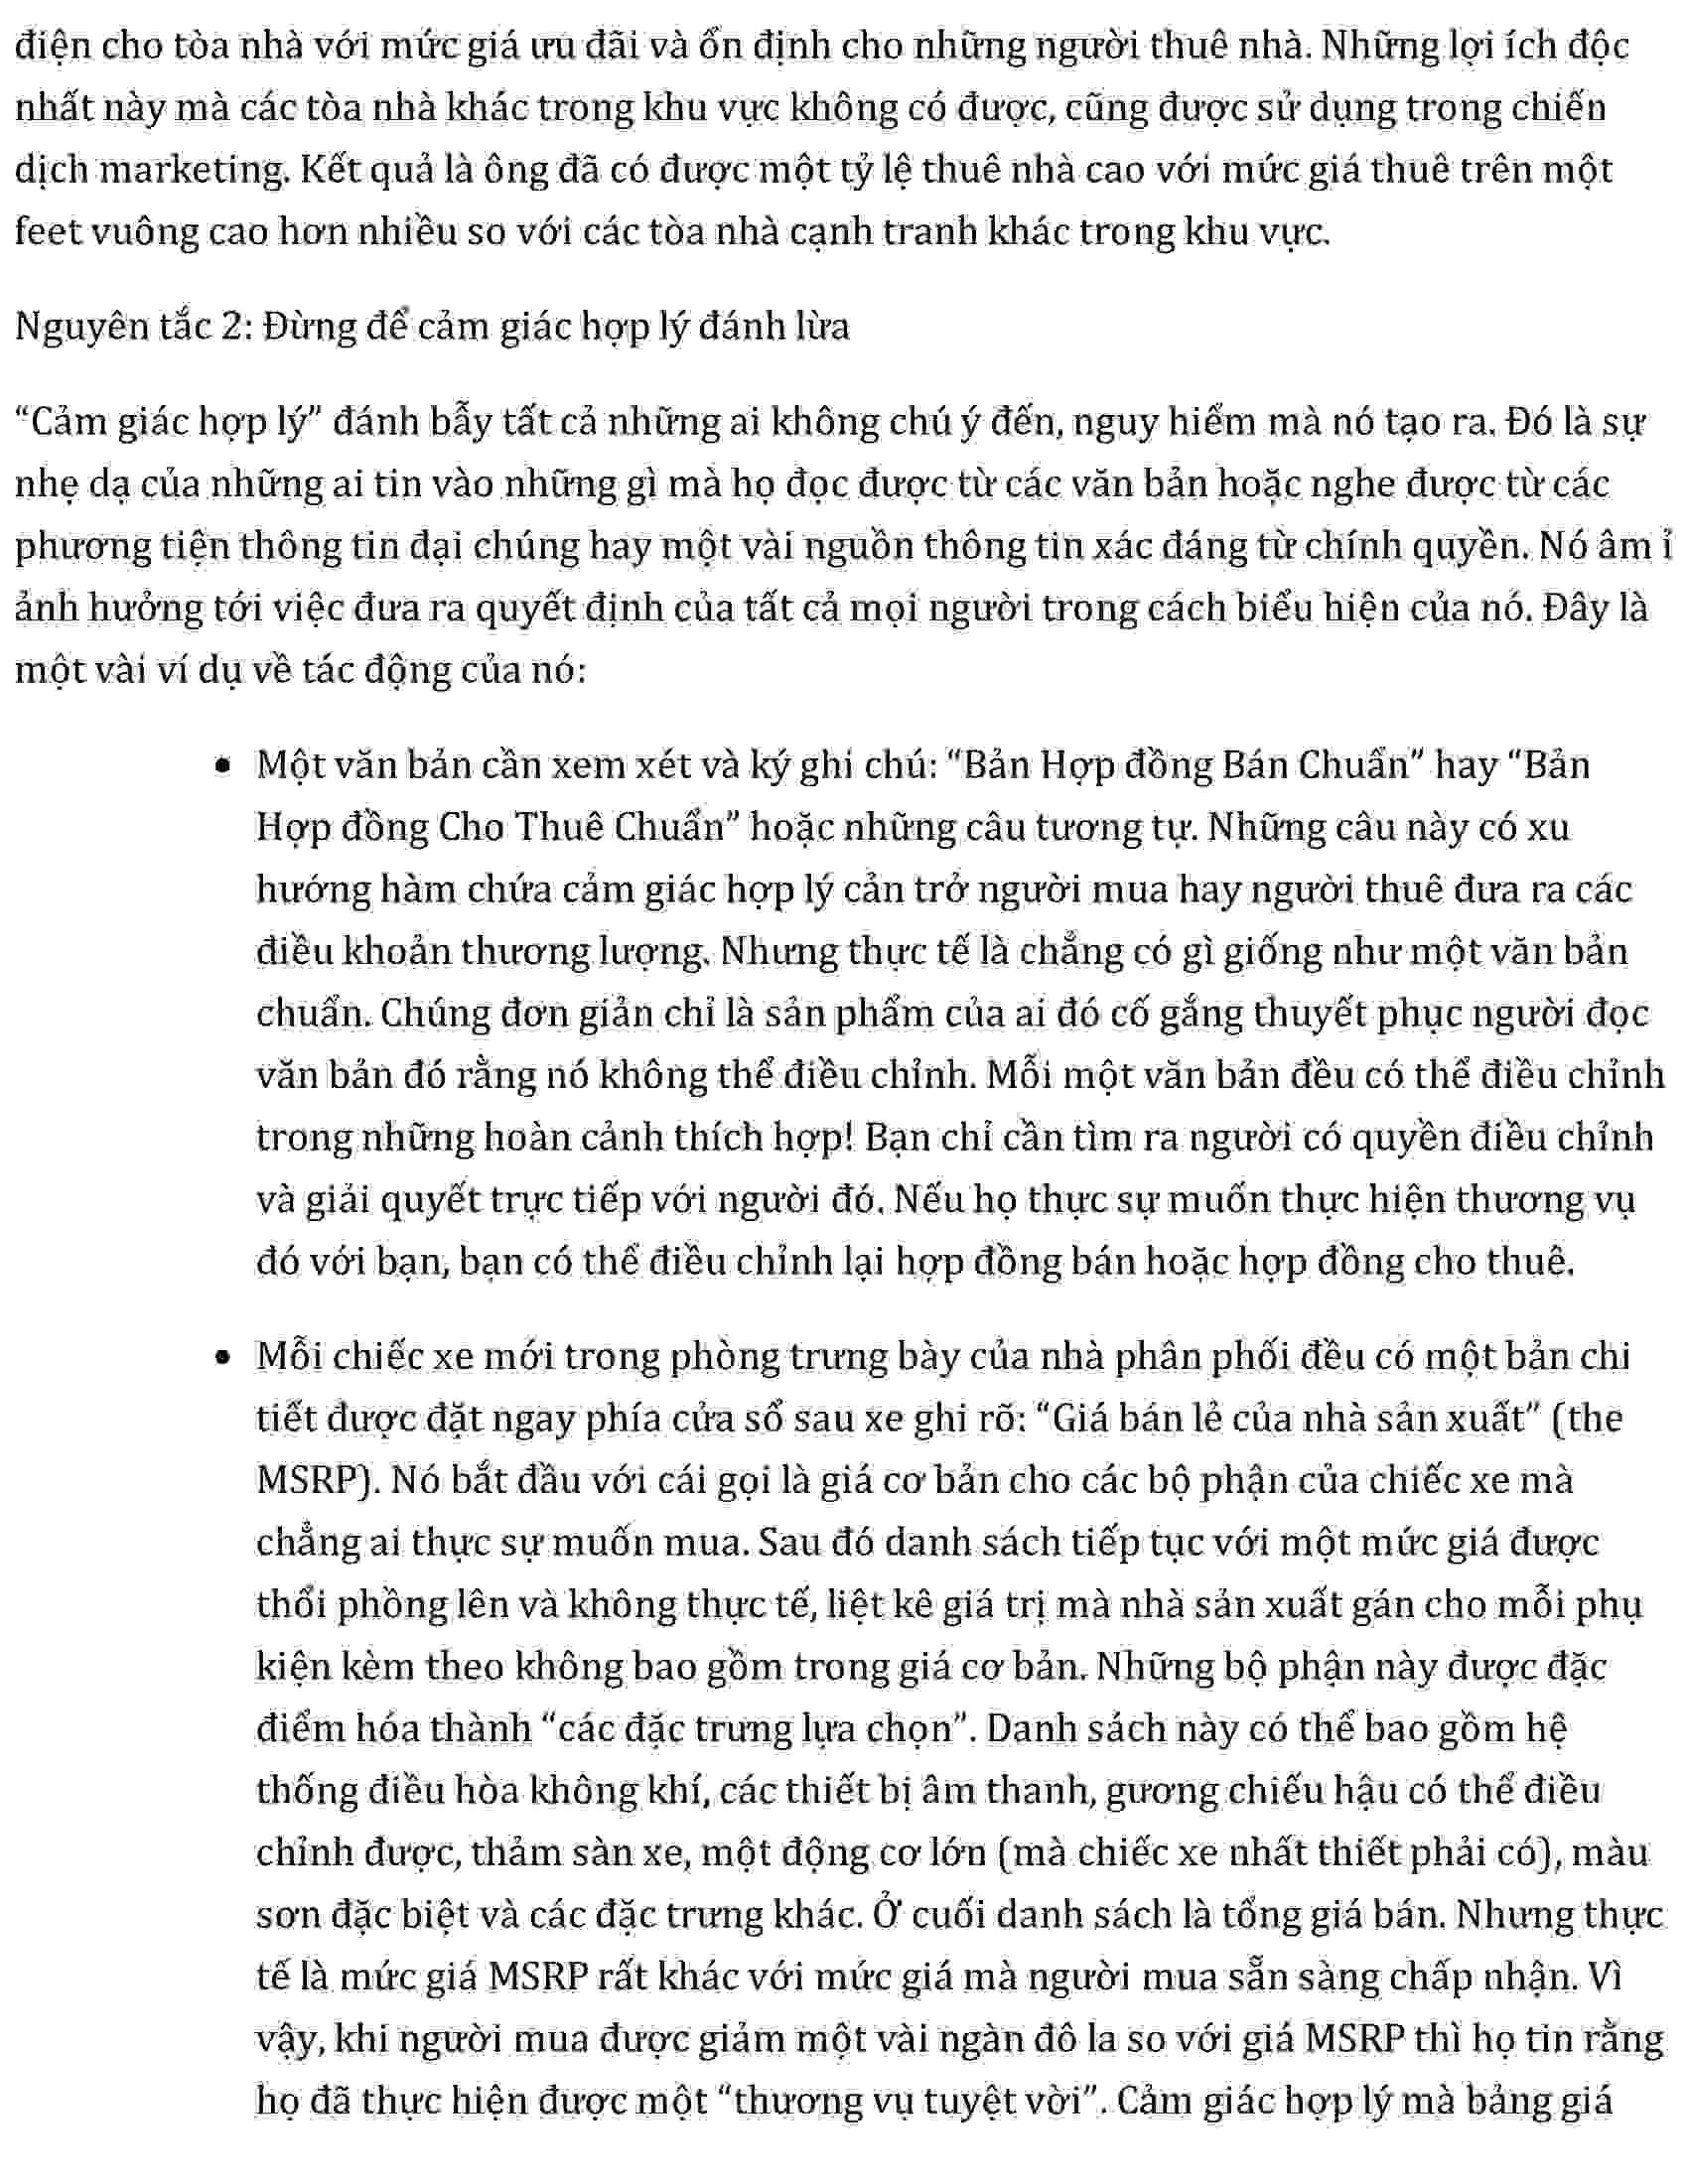 điện cho tòa nhà với mức giá ưu đãi và ổn định cho những người thuê nhà. Những lợi ích độc
nhất này mà các tòa nhà khác trong khu vực không có được, cũng được sử dụng trong chiến
dịch marketing. Kết quả là ông đã có được một tỷ lệ thuê nhà cao với mức giá thuê trên một
feet vuông cao hơn nhiều so với các tòa nhà cạnh tranh khác trong khu vực.
Nguyên tắc 2: Đừng để cảm giác hợp lý đánh lừa
“Cảm giác hợp lý” đánh bẫy tất cả những ai không chú ý đến, nguy hiểm mà nó tạo ra. Đó là sự
nhẹ dạ của những ai tin vào những gì mà họ đọc được từ các văn bản hoặc nghe được từ các
phương tiện thông tin đại chúng hay một vài nguồn thông tin xác đáng từ chính quyền. Nó âm ỉ
ảnh hưởng tới việc đưa ra quyết định của tất cả mọi người trong cách biểu hiện của nó. Đây là
một vài ví dụ về tác động của nó:
• Một văn bản cần xem xét và ký ghi chú: “Bản Hợp đồng Bán Chuẩn” hay “Bản
Hợp đồng Cho Thuê Chuẩn” hoặc những câu tương tự. Những câu này có xu
hướng hàm chứa cảm giác hợp lý cản trở người mua hay người thuê đưa ra các
điều khoản thương lượng. Nhưng thực tế là chẳng có gì giống như một văn bản
chuẩn. Chúng đơn giản chỉ là sản phẩm của ai đó cố gắng thuyết phục người đọc
văn bản đó rằng nó không thể điều chỉnh. Mỗi một văn bản đều có thể điều chỉnh
trong những hoàn cảnh thích hợp! Bạn chỉ cần tìm ra người có quyền điều chỉnh
và giải quyết trực tiếp với người đó. Nếu họ thực sự muốn thực hiện thương vụ
đó với bạn, bạn có thể điều chỉnh lại hợp đồng bán hoặc hợp đồng cho thuê.
• Mỗi chiếc xe mới trong phòng trưng bày của nhà phân phối đều có một bản chi
tiết được đặt ngay phía cửa sổ sau xe ghi rõ: “Giá bán lẻ của nhà sản xuất” (the
MSRP). Nó bắt đầu với cái gọi là giá cơ bản cho các bộ phận của chiếc xe mà
chẳng ai thực sự muốn mua. Sau đó danh sách tiếp tục với một mức giá được
thổi phồng lên và không thực tế, liệt kê giá trị mà nhà sản xuất gán cho mỗi phụ
kiện kèm theo không bao gồm trong giá cơ bản. Những bộ phận này được đặc
điểm hóa thành “các đặc trưng lựa chọn”. Danh sách này có thể bao gồm hệ
thống điều hòa không khí, các thiết bị âm thanh, gương chiếu hậu có thể điều
chỉnh được, thảm sàn xe, một động cơ lớn (mà chiếc xe nhất thiết phải có), màu
sơn đặc biệt và các đặc trưng khác. Ở cuối danh sách là tổng giá bán. Nhưng thực
tế là mức giá MSRP rất khác với mức giá mà người mua sẵn sàng chấp nhận. Vì
vậy, khi người mua được giảm một vài ngàn đô la so với giá MSRP thì họ tin rằng
họ đã thực hiện được một “thương vụ tuyệt vời”. Cảm giác hợp lý mà bảng giá